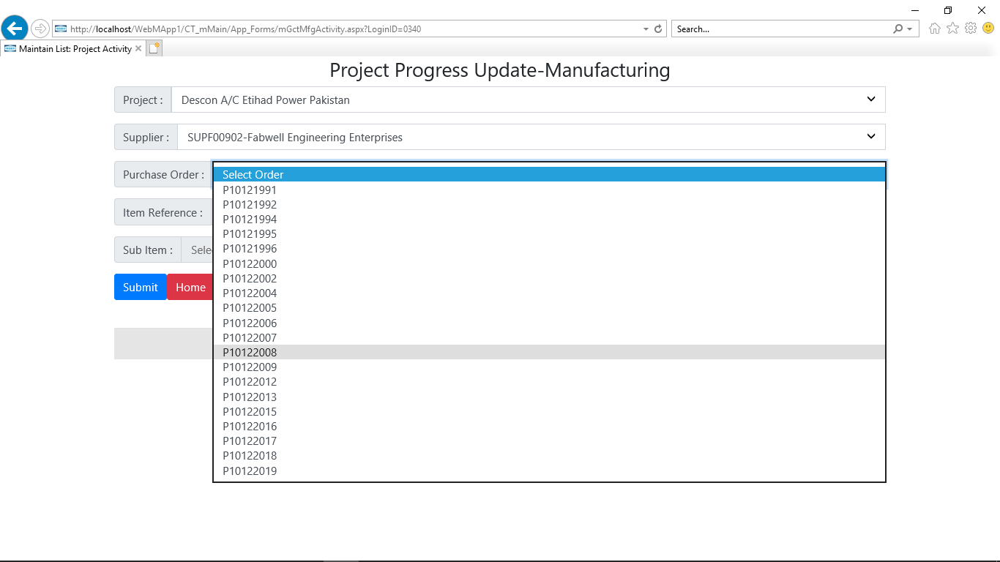 http://localhost/WebMApp1/CT_mMain/App_Forms/mGctMfgActivity.aspx?LoginID=0340
Search...
Maintain List: Project Activity
Project Progress Update-Manufacturing
Project : Descon A/C Etihad Power Pakistan
Supplier : SUPF00902-Fabwell Engineering Enterprises
Purchase Order :
Select Order
P10121991
P10121992
P10121994
P10121995
P10121996
P10122000
P10122002
P10122004
P10122005
P10122006
P10122007
P10122008
P10122009
P10122012
P10122013
P10122015
P10122016
P10122017
P10122018
P10122019
Item Reference :
Sub Item :
Submit Home